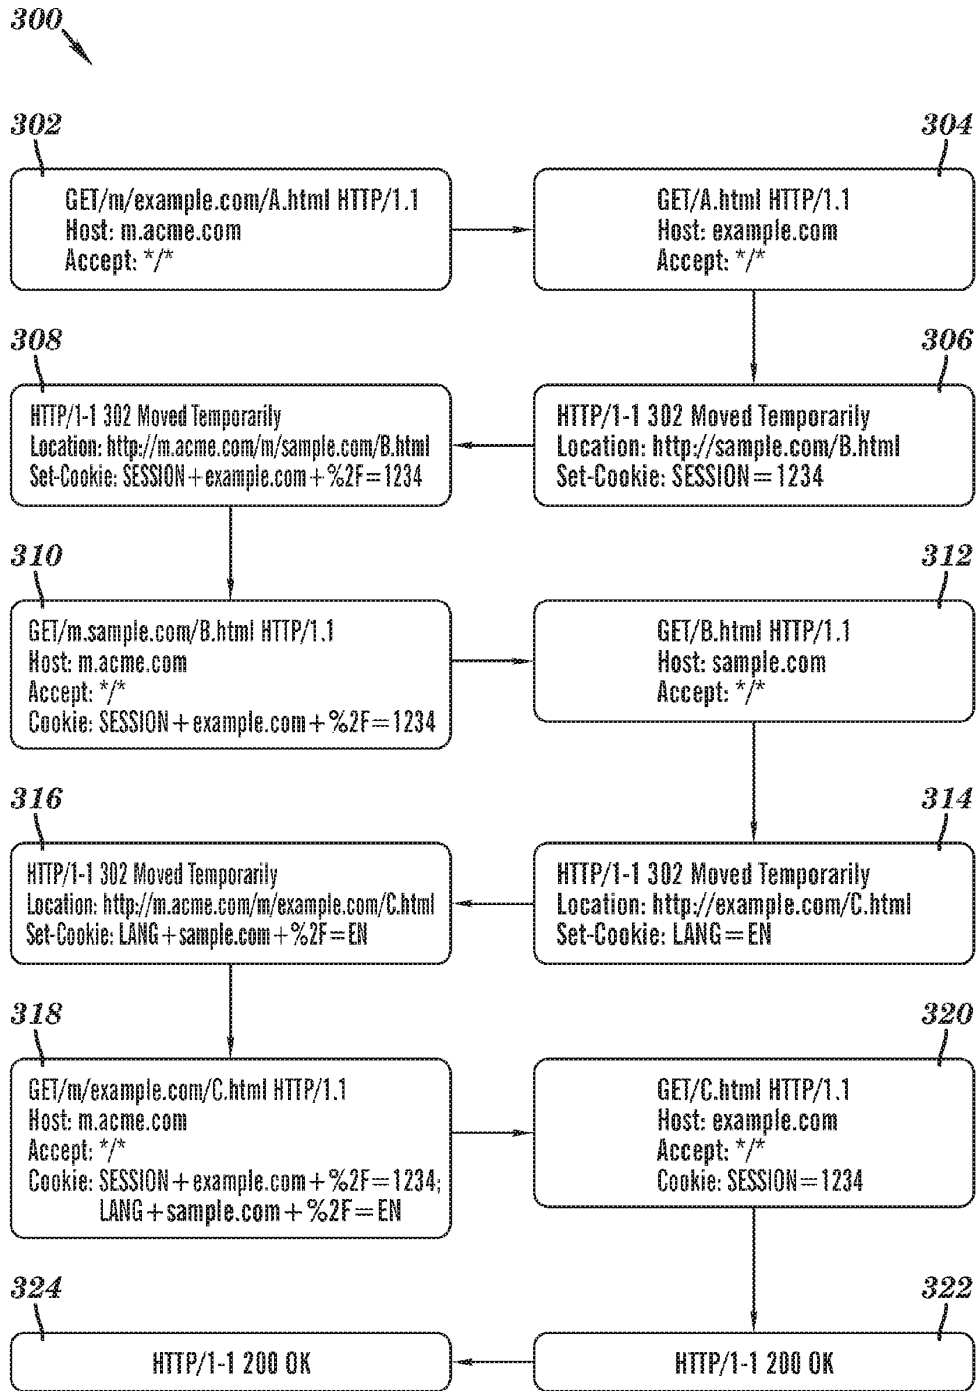 300
302
GET/m/example.com/A.html HTTP/1.1
Host: m.acme.com
Accept: */*
304
GET/A.html HTTP/1.1
Host: example.com
Accept: */*
308
HTTP/1-1 302 Moved Temporarily
Location: http://m.acme.com/m/sample.com/B.html
Set-Cookie: SESSION+example.com+%2F=1234
306
HTTP/1-1 302 Moved Temporarily
Location: http://sample.com/B.html
Set-Cookie: SESSION=1234
310
GET/m.sample.com/B.html HTTP/1.1
Host: m.acme.com
Accept: */*
Cookie: SESSION+example.com+%2F=1234
312
GET/B.html HTTP/1.1
Host: sample.com
Accept: */*
316
HTTP/1-1 302 Moved Temporarily
Location: http://m.acme.com/m/example.com/C.html
Set-Cookie: LANG+sample.com+%2F=EN
314
HTTP/1-1 302 Moved Temporarily
Location: http://example.com/C.html
Set-Cookie: LANG=EN
318
GET/m/example.com/C.html HTTP/1.1
Host: m.acme.com
Accept: */*
Cookie: SESSION+example.com+%2F=1234;
LANG+sample.com+%2F=EN
320
GET/C.html HTTP/1.1
Host: example.com
Accept: */*
Cookie: SESSION=1234
324
HTTP/1-1 200 OK
322
HTTP/1-1 200 OK